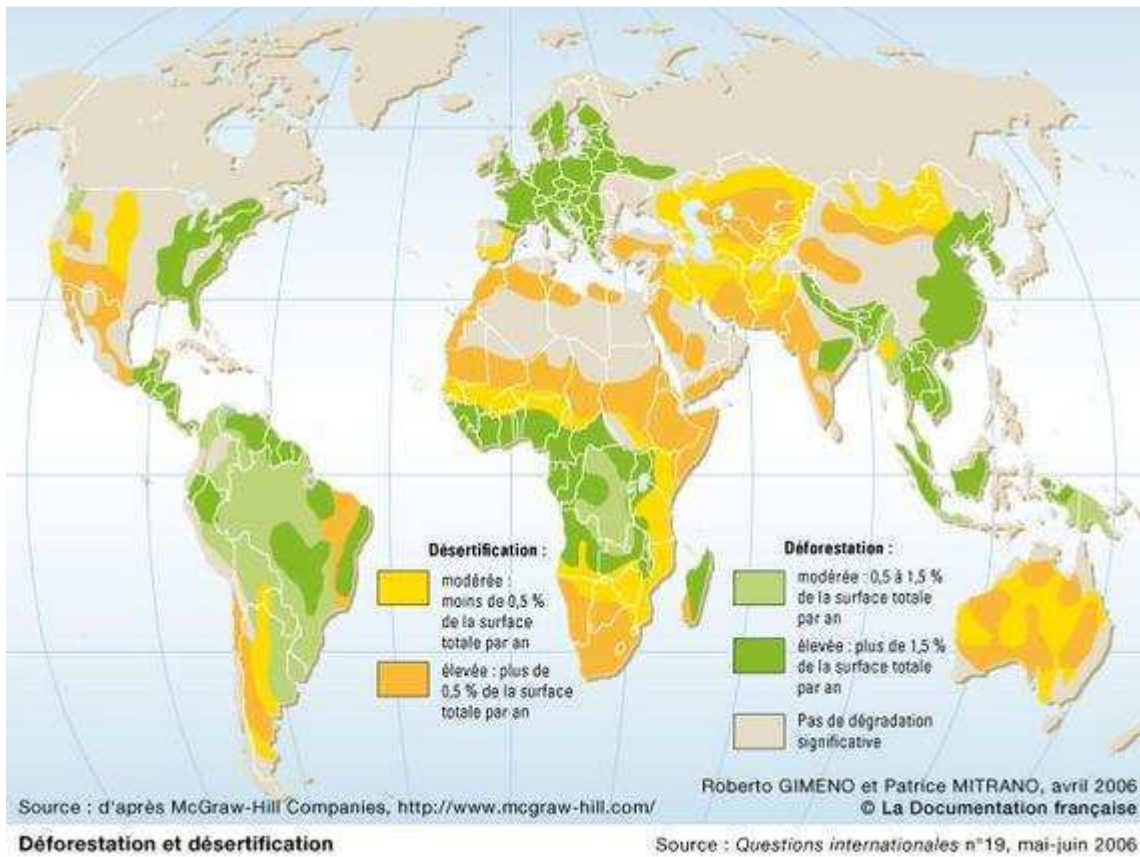 Désertification :
modérée :
moins de 0,5 %
de la surface
totale par an
élevée : plus de
0,5 % de la surface
totale par an
Déforestation :
modérée : 0,5 à 1,5 %
de la surface totale
par an
élevée : plus de 1,5 %
de la surface totale
par an
Pas de dégradation
significative
Roberto GIMENO et Patrice MITRANO, avril 2006
Source : d'après McGraw-Hill Companies, http://www.mcgraw-hill.com/
© La Documentation française
Déforestation et désertification
Source : Questions internationales n°19, mai-juin 2006